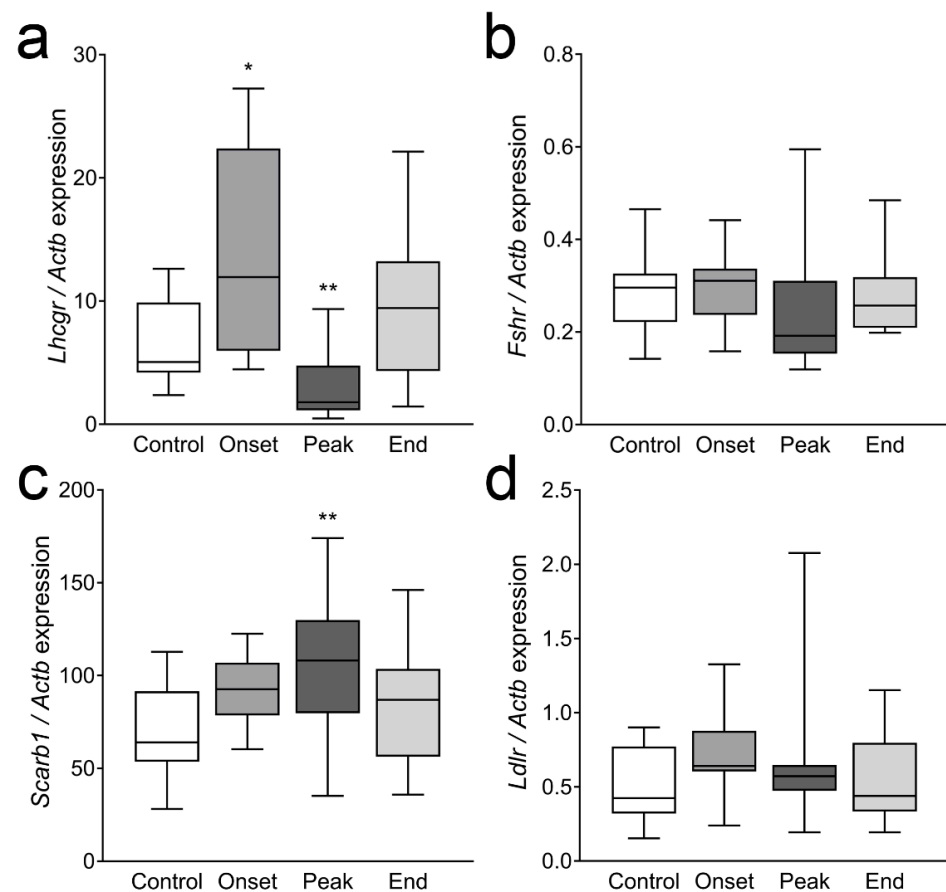 a
Lhcgr / Actb expression
30
20
10
0
*
**
Control Onset Peak End
b
Fshr / Actb expression
0.8
0.6
0.4
0.2
0.0
Control Onset Peak End
c
Scarb1 / Actb expression
200
150
100
50
0
**
Control Onset Peak End
d
Ldlr / Actb expression
2.5
2.0
1.5
1.0
0.5
0.0
Control Onset Peak End